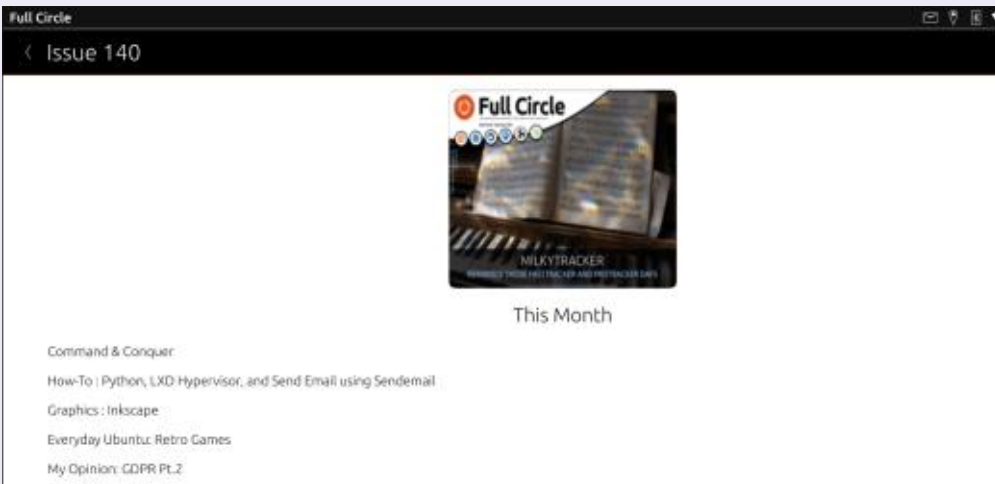 Full Circle
Issue 140
Full Circle
MILKYTRACKER
This Month
Command & Conquer
How-To : Python, LXD Hypervisor, and Send Email using Sendemail
Graphics : Inkscape
Everyday Ubuntu: Retro Games
My Opinion: GDPR Pt.2